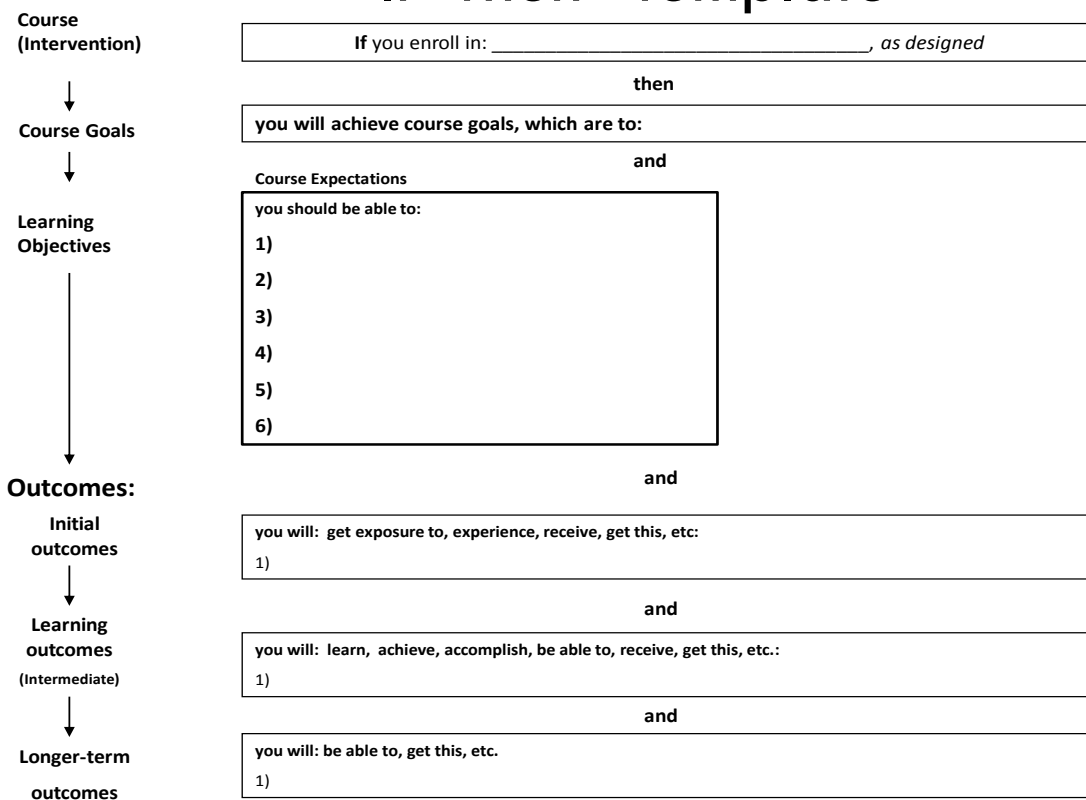 Course
(Intervention)
If you enroll in: ___________________________________, as designed
then
Course Goals
you will achieve course goals, which are to:
and
Course Expectations
Learning
Objectives
you should be able to:
1)
2)
3)
4)
5)
6)
and
Outcomes:
Initial
outcomes
you will:  get exposure to, experience, receive, get this, etc:
1)
and
Learning
outcomes
(Intermediate)
you will:  learn,  achieve, accomplish, be able to, receive, get this, etc.:
1)
and
Longer-term
outcomes
you will: be able to, get this, etc.
1)